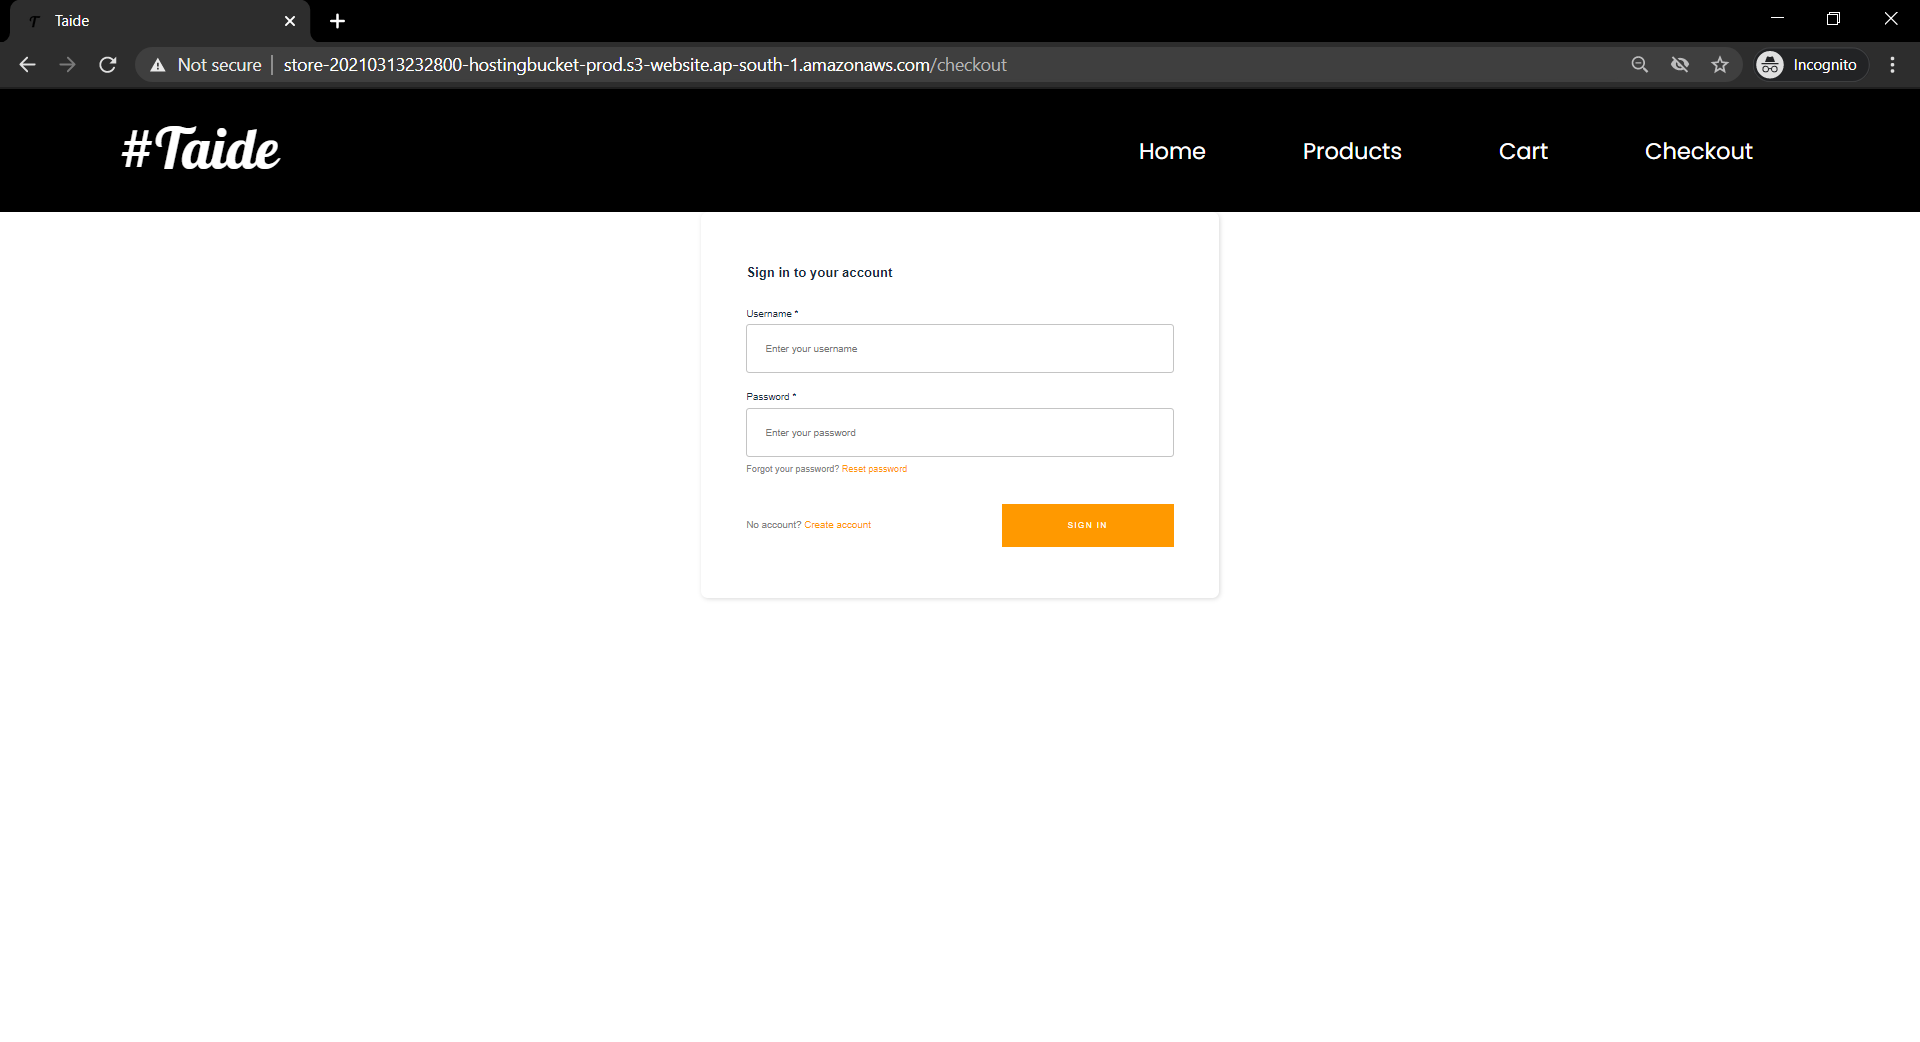 Taide
Not secure | store-20210313232800-hostingbucket-prod.s3-website.ap-south-1.amazonaws.com/checkout
Incognito
#Taide
Home Products Cart Checkout
Sign in to your account
Username *
Enter your username
Password *
Enter your password
Forgot your password? Reset password
No account? Create account
SIGN IN